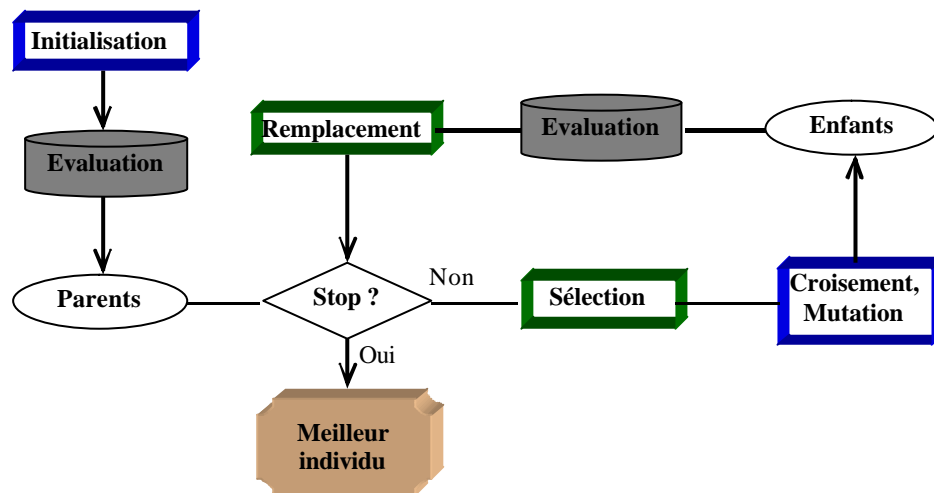 Initialisation
Remplacement
Evaluation
Enfants
Evaluation
Parents
Stop ?
Non
Sélection
Croisement,
Mutation
Oui
Meilleur
individu